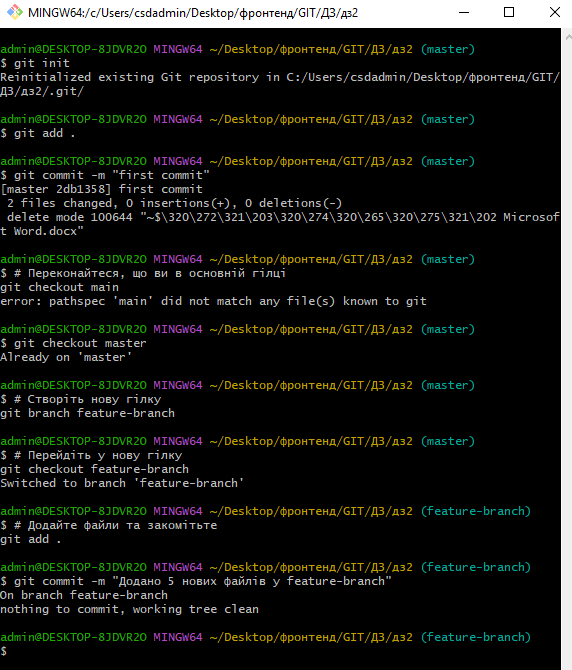 MINGW64:/c/Users/csdadmin/Desktop/фронтенд/GIT/ДЗ/дз2
admin@DESKTOP-8JDVR2O MINGW64 ~/Desktop/фронтенд/GIT/ДЗ/дз2 (master)
$ git init
Reinitialized existing Git repository in C:/Users/csdadmin/Desktop/фронтенд/GIT/
ДЗ/дз2/.git/
admin@DESKTOP-8JDVR2O MINGW64 ~/Desktop/фронтенд/GIT/ДЗ/дз2 (master)
$ git add .
admin@DESKTOP-8JDVR2O MINGW64 ~/Desktop/фронтенд/GIT/ДЗ/дз2 (master)
$ git commit -m "first commit"
[master 2db1358] first commit
 2 files changed, 0 insertions(+), 0 deletions(-)
 delete mode 100644 "~$\320\272\321\203\320\274\320\265\320\275\321\202 Microsof
t Word.docx"
admin@DESKTOP-8JDVR2O MINGW64 ~/Desktop/фронтенд/GIT/ДЗ/дз2 (master)
$ # Переконайтеся, що ви в основній гілці
git checkout main
error: pathspec 'main' did not match any file(s) known to git
admin@DESKTOP-8JDVR2O MINGW64 ~/Desktop/фронтенд/GIT/ДЗ/дз2 (master)
$ git checkout master
Already on 'master'
admin@DESKTOP-8JDVR2O MINGW64 ~/Desktop/фронтенд/GIT/ДЗ/дз2 (master)
$ # Створіть нову гілку
git branch feature-branch
admin@DESKTOP-8JDVR2O MINGW64 ~/Desktop/фронтенд/GIT/ДЗ/дз2 (master)
$ # Перейдіть у нову гілку
git checkout feature-branch
Switched to branch 'feature-branch'
admin@DESKTOP-8JDVR2O MINGW64 ~/Desktop/фронтенд/GIT/ДЗ/дз2 (feature-branch)
$ # Додайте файли та закомітьте
git add .
admin@DESKTOP-8JDVR2O MINGW64 ~/Desktop/фронтенд/GIT/ДЗ/дз2 (feature-branch)
$ git commit -m "Додано 5 нових файлів у feature-branch"
On branch feature-branch
nothing to commit, working tree clean
admin@DESKTOP-8JDVR2O MINGW64 ~/Desktop/фронтенд/GIT/ДЗ/дз2 (feature-branch)
$